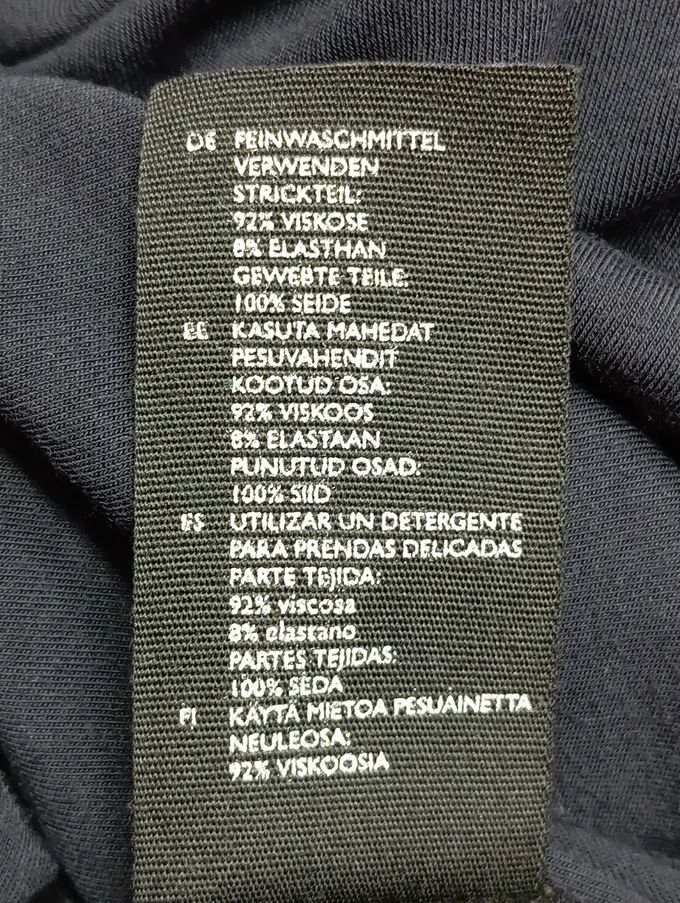 DE FEINWASCHMITTEL
VERWENDEN
STRICKTEIL:
92% VISKOSE
8% ELASTHAN
GEWEBTE TEILE:
100% SEIDE
EE KASUTA MAHEDAT
PESUVAHENDIT
KOOTUD OSA:
92% VISKOOS
8% ELASTAAN
PUNUTUD OSAD:
100% SIID
ES UTILIZAR UN DETERGENTE
PARA PRENDAS DELICADAS
PARTE TEJIDA:
92% viscosa
8% elastano
PARTES TEJIDAS:
100% SEDA
FI KÄYTÄ MIETOA PESUAINETTA
NEULEOSA:
92% VISKOOSIA